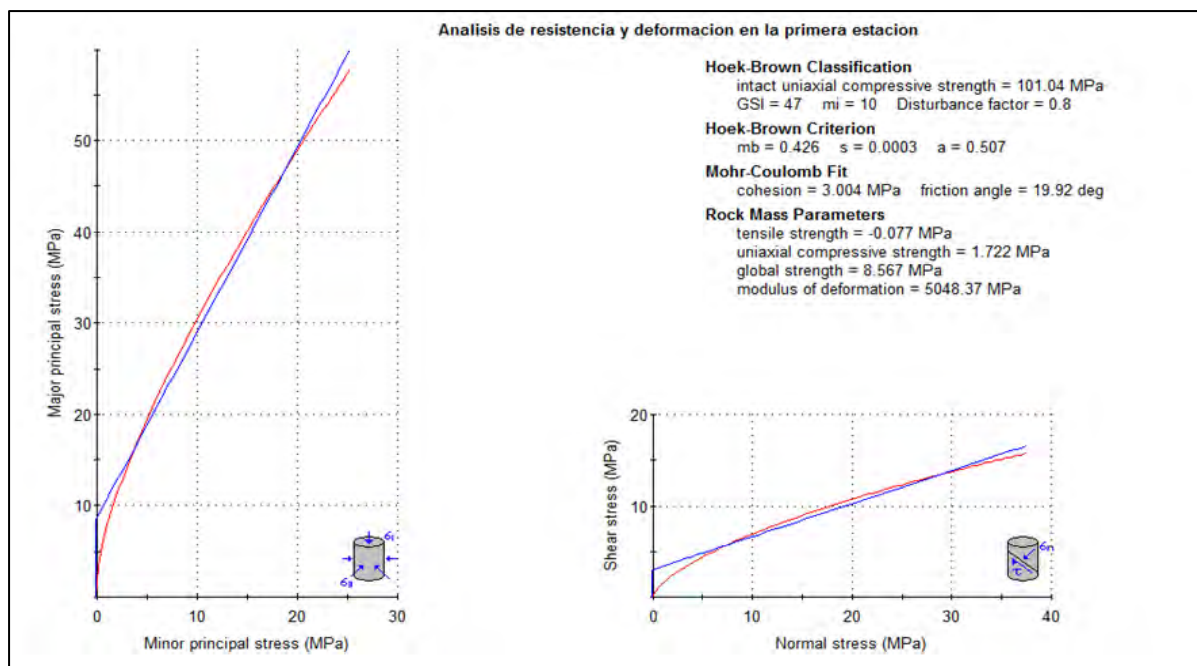 Analisis de resistencia y deformacion en la primera estacion
Hoek-Brown Classification
intact uniaxial compressive strength = 101.04 MPa
GSI = 47 mi = 10 Disturbance factor = 0.8
Hoek-Brown Criterion
mb = 0.426 s = 0.0003 a = 0.507
Mohr-Coulomb Fit
cohesion = 3.004 MPa friction angle = 19.92 deg
Rock Mass Parameters
tensile strength = -0.077 MPa
uniaxial compressive strength = 1.722 MPa
global strength = 8.567 MPa
modulus of deformation = 5048.37 MPa
Major principal stress (MPa)
50
40
30
20
10
0 10 20 30
Minor principal stress (MPa)
Shear stress (MPa)
20
10
σn
τ
0 10 20 30 40
Normal stress (MPa)